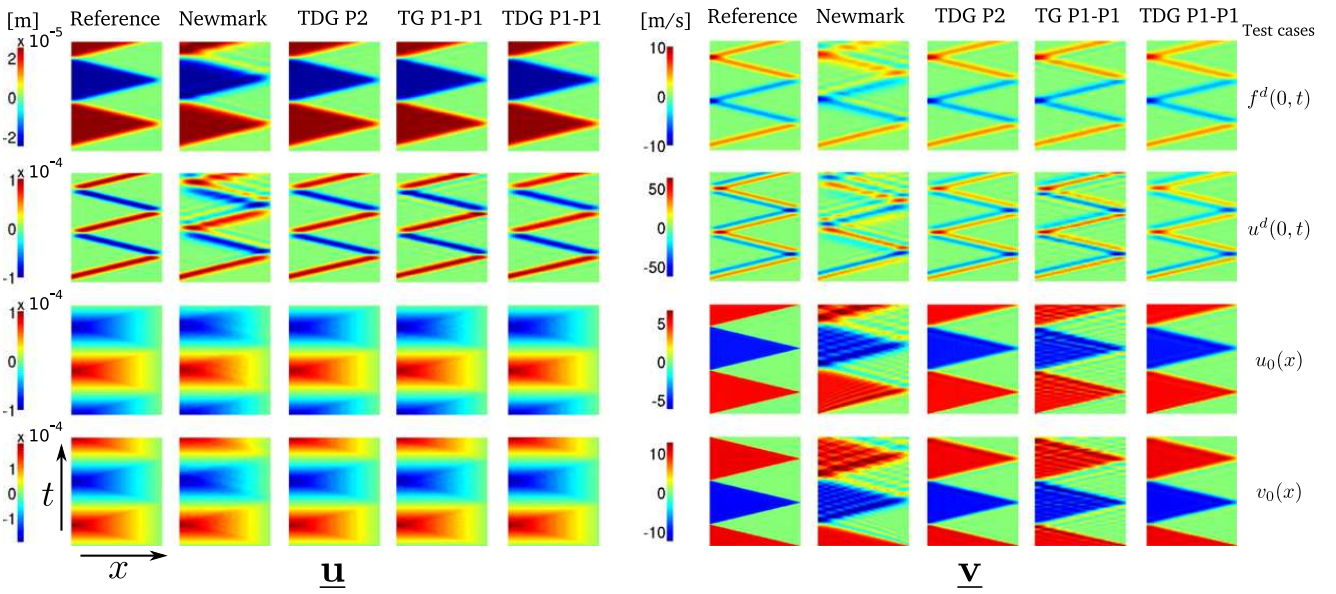 [m] Reference Newmark TDG P2 TG P1-P1 TDG P1-P1 [m/s] Reference Newmark TDG P2 TG P1-P1 TDG P1-P1 Test cases
x 10⁻⁵
2
0
-2
10
0
-10
f^d(0, t)
x 10⁻⁴
1
0
-1
50
0
-50
u^d(0, t)
x 10⁻⁴
1
0
-1
5
0
-5
u₀(x)
x 10⁻⁴
1
0
-1
10
0
-10
v₀(x)
t
x
u
v